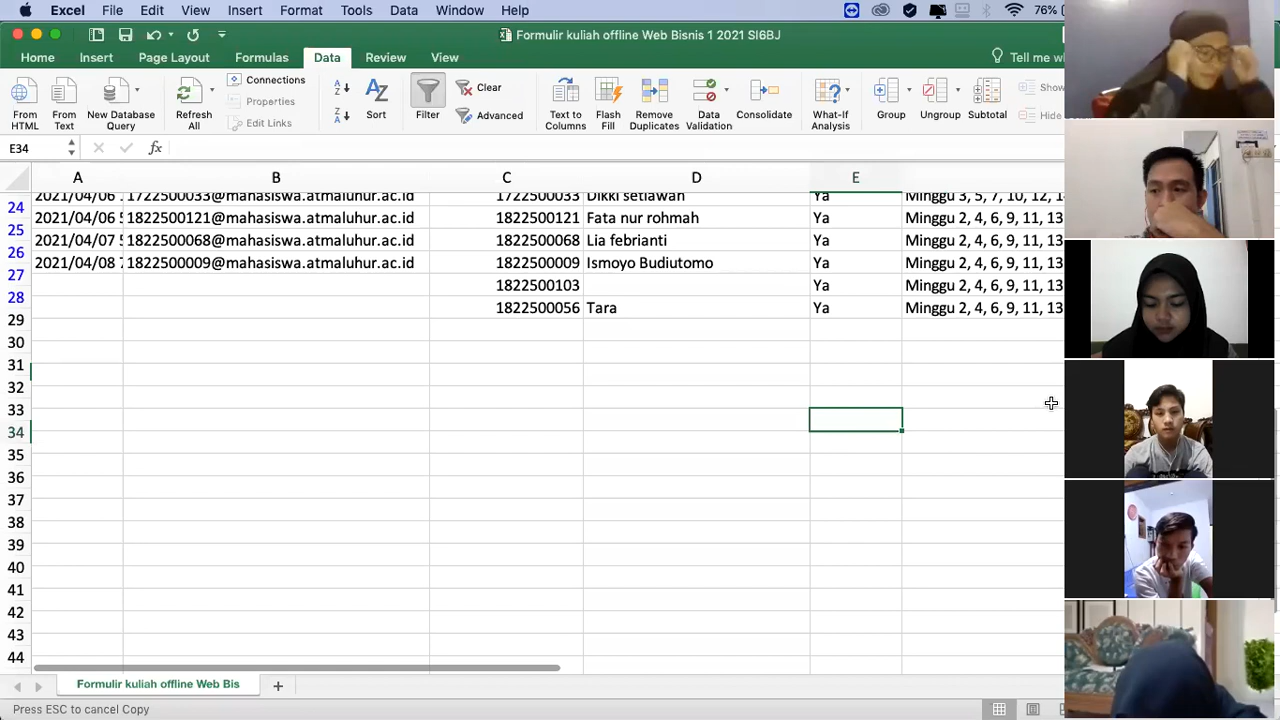 Excel File Edit View Insert Format Tools Data Window Help 76%
Formulir kuliah offline Web Bisnis 1 2021 SI6BJ
Home Insert Page Layout Formulas Data Review View Tell me
From HTML
From Text
New Database Query
Connections
Properties
Edit Links
Refresh All
Sort
Filter
Clear
Advanced
Text to Columns
Flash Fill
Remove Duplicates
Data Validation
Consolidate
What-If Analysis
Group
Ungroup
Subtotal
Show
Hide
E34 fx
A B C D E
24 2021/04/06 1722500033@mahasiswa.atmaluhur.ac.id 1722500033 Dikki setiawan Ya Minggu 3, 5, 7, 10, 12,
25 2021/04/06 5 1822500121@mahasiswa.atmaluhur.ac.id 1822500121 Fata nur rohmah Ya Minggu 2, 4, 6, 9, 11, 13
26 2021/04/07 5 1822500068@mahasiswa.atmaluhur.ac.id 1822500068 Lia febrianti Ya Minggu 2, 4, 6, 9, 11, 13
27 2021/04/08 7 1822500009@mahasiswa.atmaluhur.ac.id 1822500009 Ismoyo Budiutomo Ya Minggu 2, 4, 6, 9, 11, 13
28 1822500103 Ya Minggu 2, 4, 6, 9, 11, 13
29 1822500056 Tara Ya Minggu 2, 4, 6, 9, 11, 13
30
31
32
33
34
35
36
37
38
39
40
41
42
43
44
Formulir kuliah offline Web Bis +
Press ESC to cancel Copy